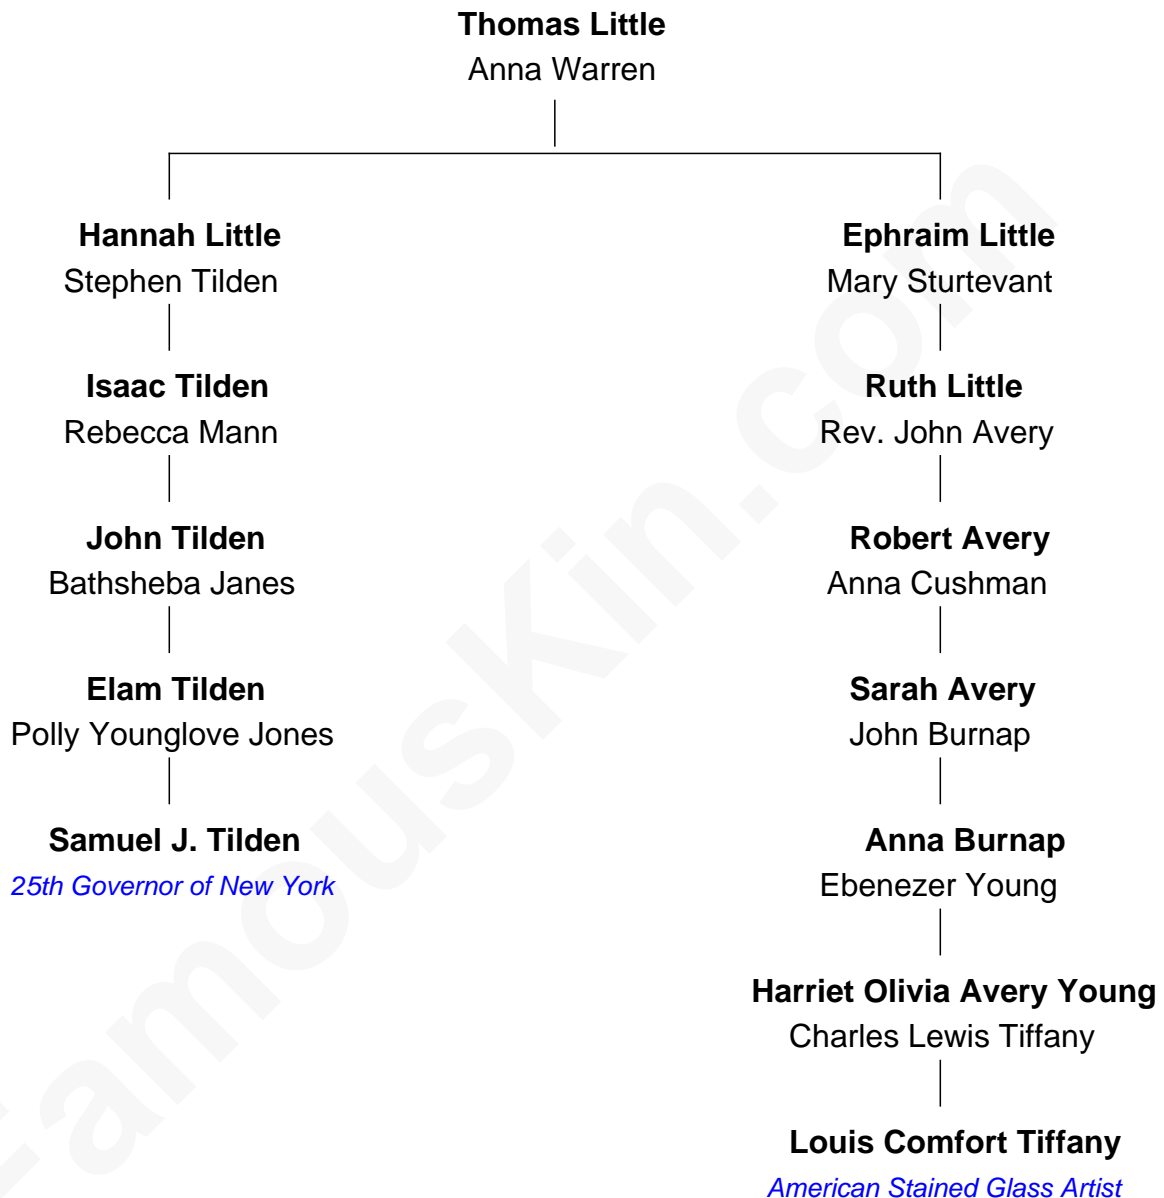 Thomas Little
Anna Warren
Hannah Little
Stephen Tilden
Isaac Tilden
Rebecca Mann
John Tilden
Bathsheba Janes
Elam Tilden
Polly Younglove Jones
Samuel J. Tilden
25th Governor of New York
Ephraim Little
Mary Sturtevant
Ruth Little
Rev. John Avery
Robert Avery
Anna Cushman
Sarah Avery
John Burnap
Anna Burnap
Ebenezer Young
Harriet Olivia Avery Young
Charles Lewis Tiffany
Louis Comfort Tiffany
American Stained Glass Artist
FamousKin.com